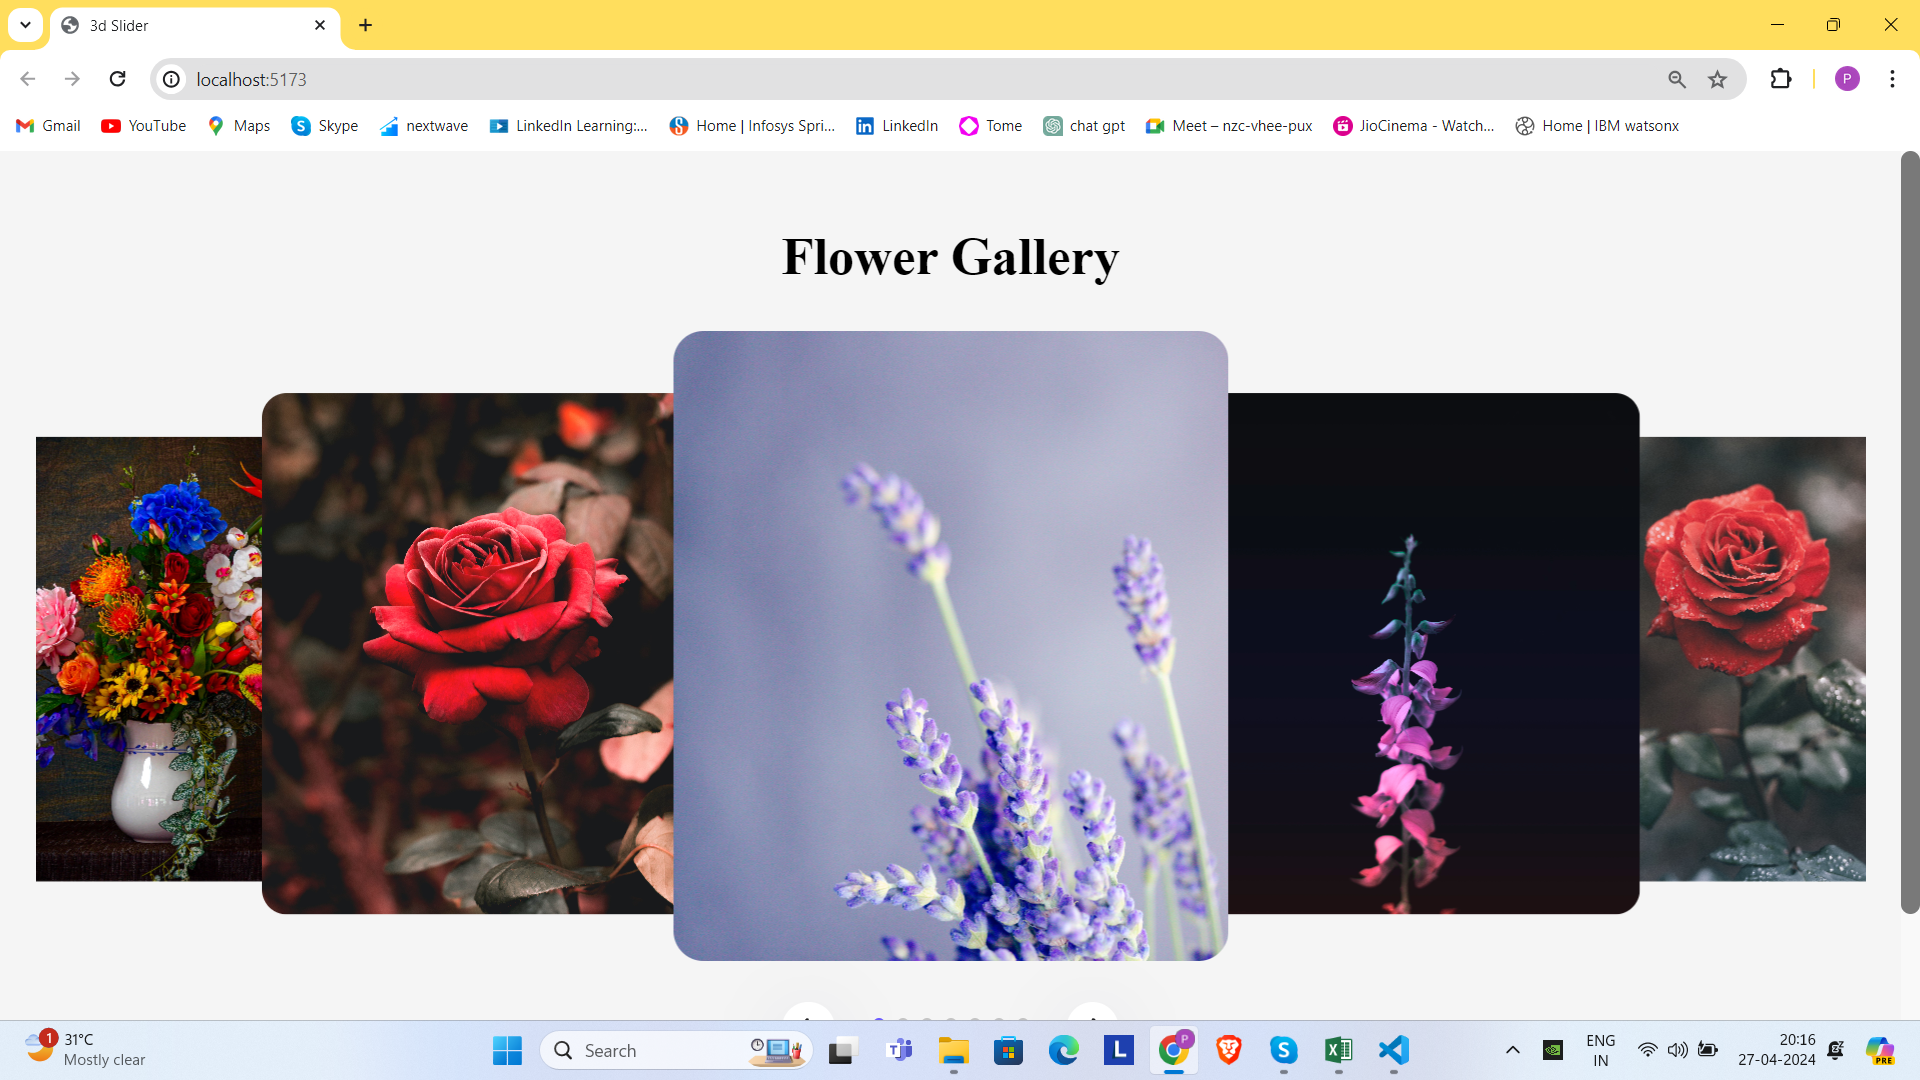 3d Slider
localhost:5173
P
Gmail YouTube Maps Skype nextwave LinkedIn Learning:... Home | Infosys Spri... LinkedIn Tome chat gpt Meet – nzc-vhee-pux JioCinema - Watch... Home | IBM watsonx
Flower Gallery
1
31°C
Mostly clear
Search
L
P
ENG
IN
20:16
27-04-2024
PRE